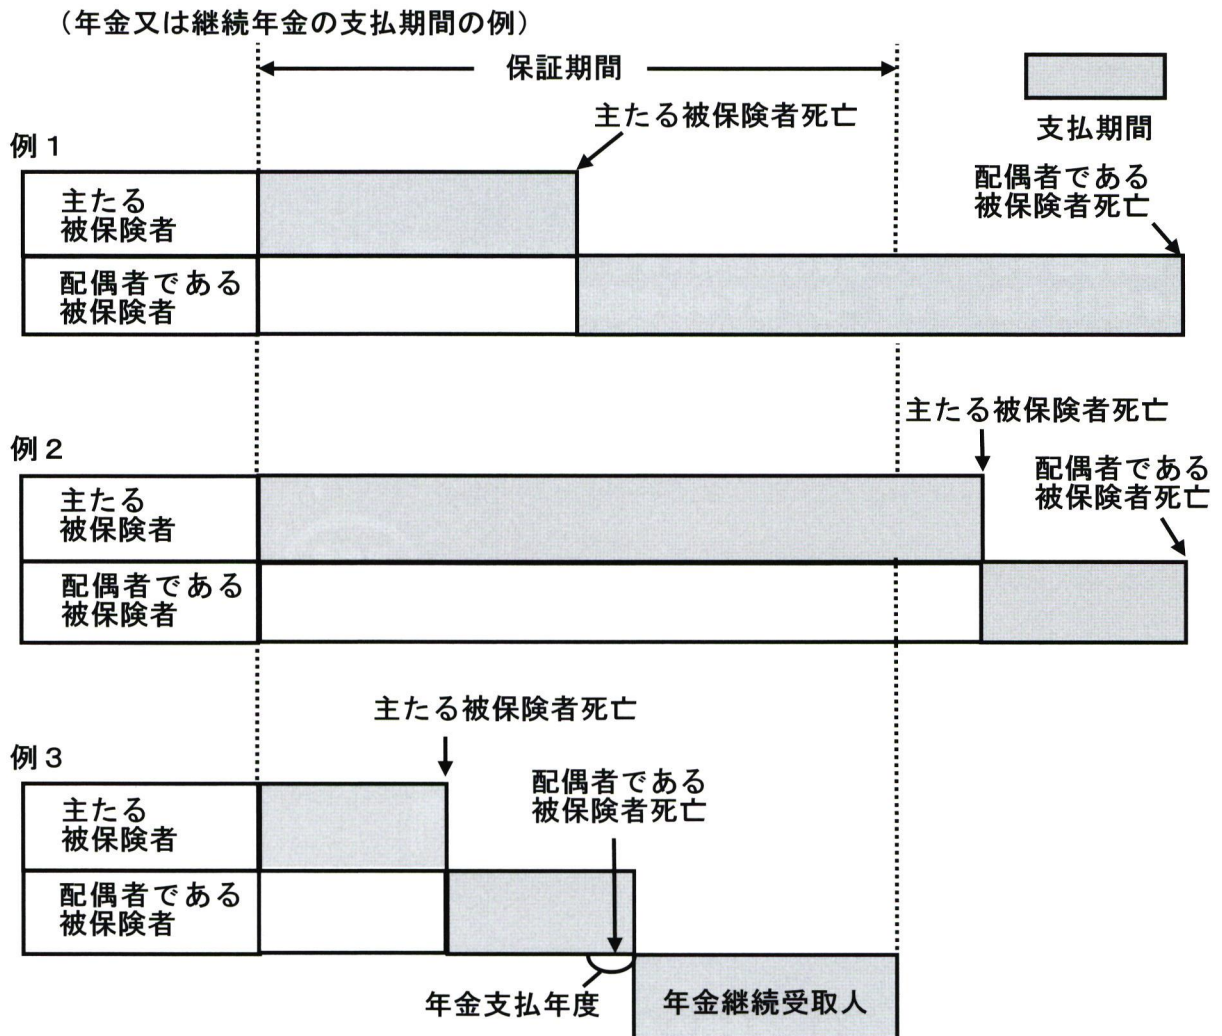 （年金又は継続年金の支払期間の例）
保証期間
支払期間
例１
主たる被保険者死亡
配偶者である
被保険者死亡
主たる
被保険者
配偶者である
被保険者
例２
主たる被保険者死亡
配偶者である
被保険者死亡
主たる
被保険者
配偶者である
被保険者
例３
主たる被保険者死亡
配偶者である
被保険者死亡
主たる
被保険者
配偶者である
被保険者
年金支払年度
年金継続受取人